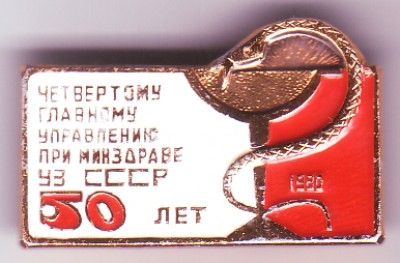 ЧЕТВЕРТОМУ
ГЛАВНОМУ
УПРАВЛЕНИЮ
ПРИ МИНЗДРАВЕ
УЗ СССР
50 ЛЕТ
1980